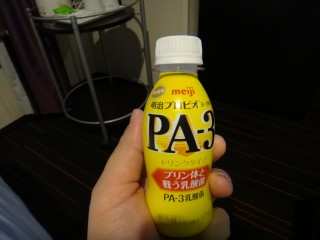 meiji
明治プロビオヨーグルト
PA-3
ドリンクタイプ
プリン体と
戦う乳酸菌
PA-3乳酸菌